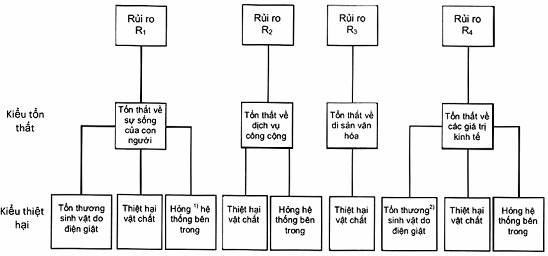 Rủi ro
R1
Rủi ro
R2
Rủi ro
R3
Rủi ro
R4
Kiểu tổn
thất
Tổn thất về
sự sống
của con
người
Tổn thất về
dịch vụ
công cộng
Tổn thất về
di sản văn
hóa
Tổn thất về
các giá trị
kinh tế
Kiểu thiệt
hại
Tổn thương
sinh vật do
điện giật
Thiệt hại
vật chất
Hỏng 1) hệ
thống bên
trong
Thiệt hại
vật chất
Hỏng hệ
thống bên
trong
Thiệt hại
vật chất
Tổn thương2)
sinh vật do
điện giật
Thiệt hại
vật chất
Hỏng hệ
thống bên
trong